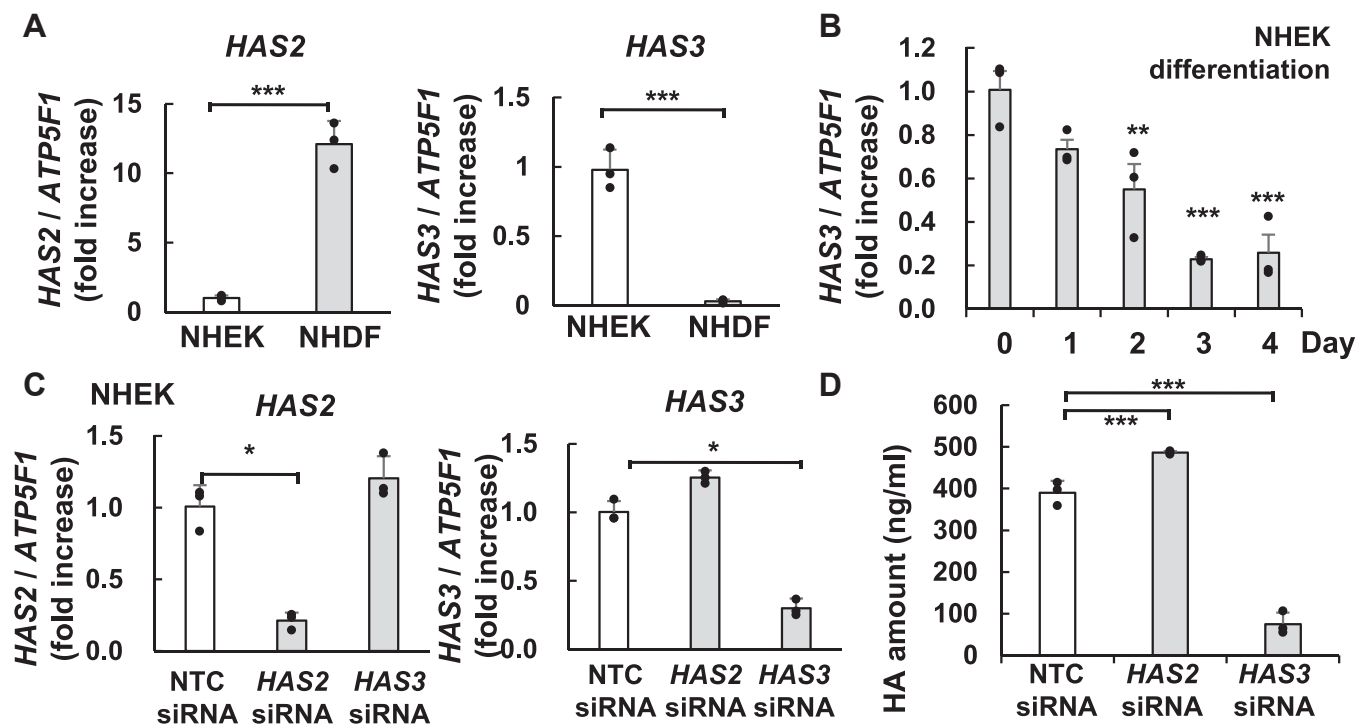 A
HAS2
HAS2 / ATP5F1
(fold increase)
15
10
5
0
***
NHEK
NHDF
HAS3
HAS3 / ATP5F1
(fold increase)
1.5
1
0.5
0
***
NHEK
NHDF
B
NHEK
differentiation
HAS3 / ATP5F1
(fold increase)
1.2
1.0
0.8
0.6
0.4
0.2
0.0
**
***
***
0 1 2 3 4 Day
C
NHEK
HAS2
HAS2 / ATP5F1
(fold increase)
1.5
1.0
0.5
0.0
*
NTC HAS2 HAS3
siRNA siRNA siRNA
HAS3
HAS3 / ATP5F1
(fold increase)
1.5
1.0
0.5
0.0
*
NTC HAS2 HAS3
siRNA siRNA siRNA
D
HA amount (ng/ml)
600
500
400
300
200
100
0
***
***
NTC HAS2 HAS3
siRNA siRNA siRNA